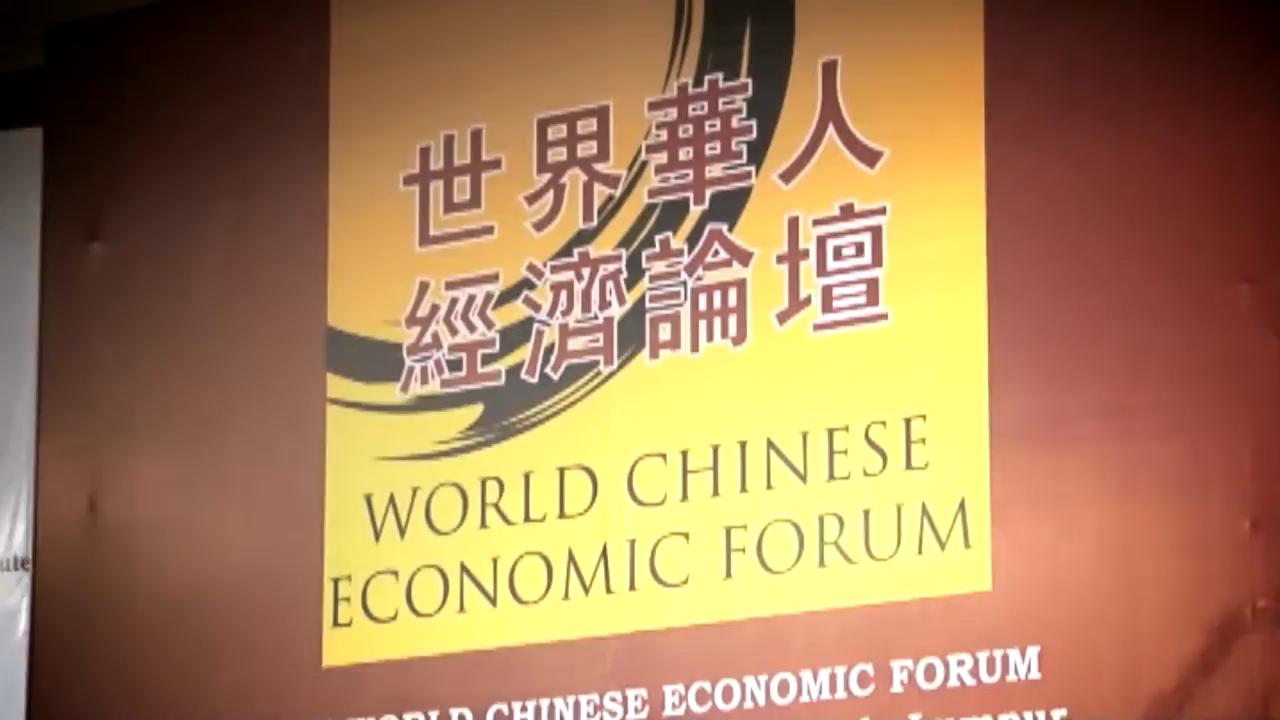 世界華人
經濟論壇
WORLD CHINESE
ECONOMIC FORUM
WORLD CHINESE ECONOMIC FORUM